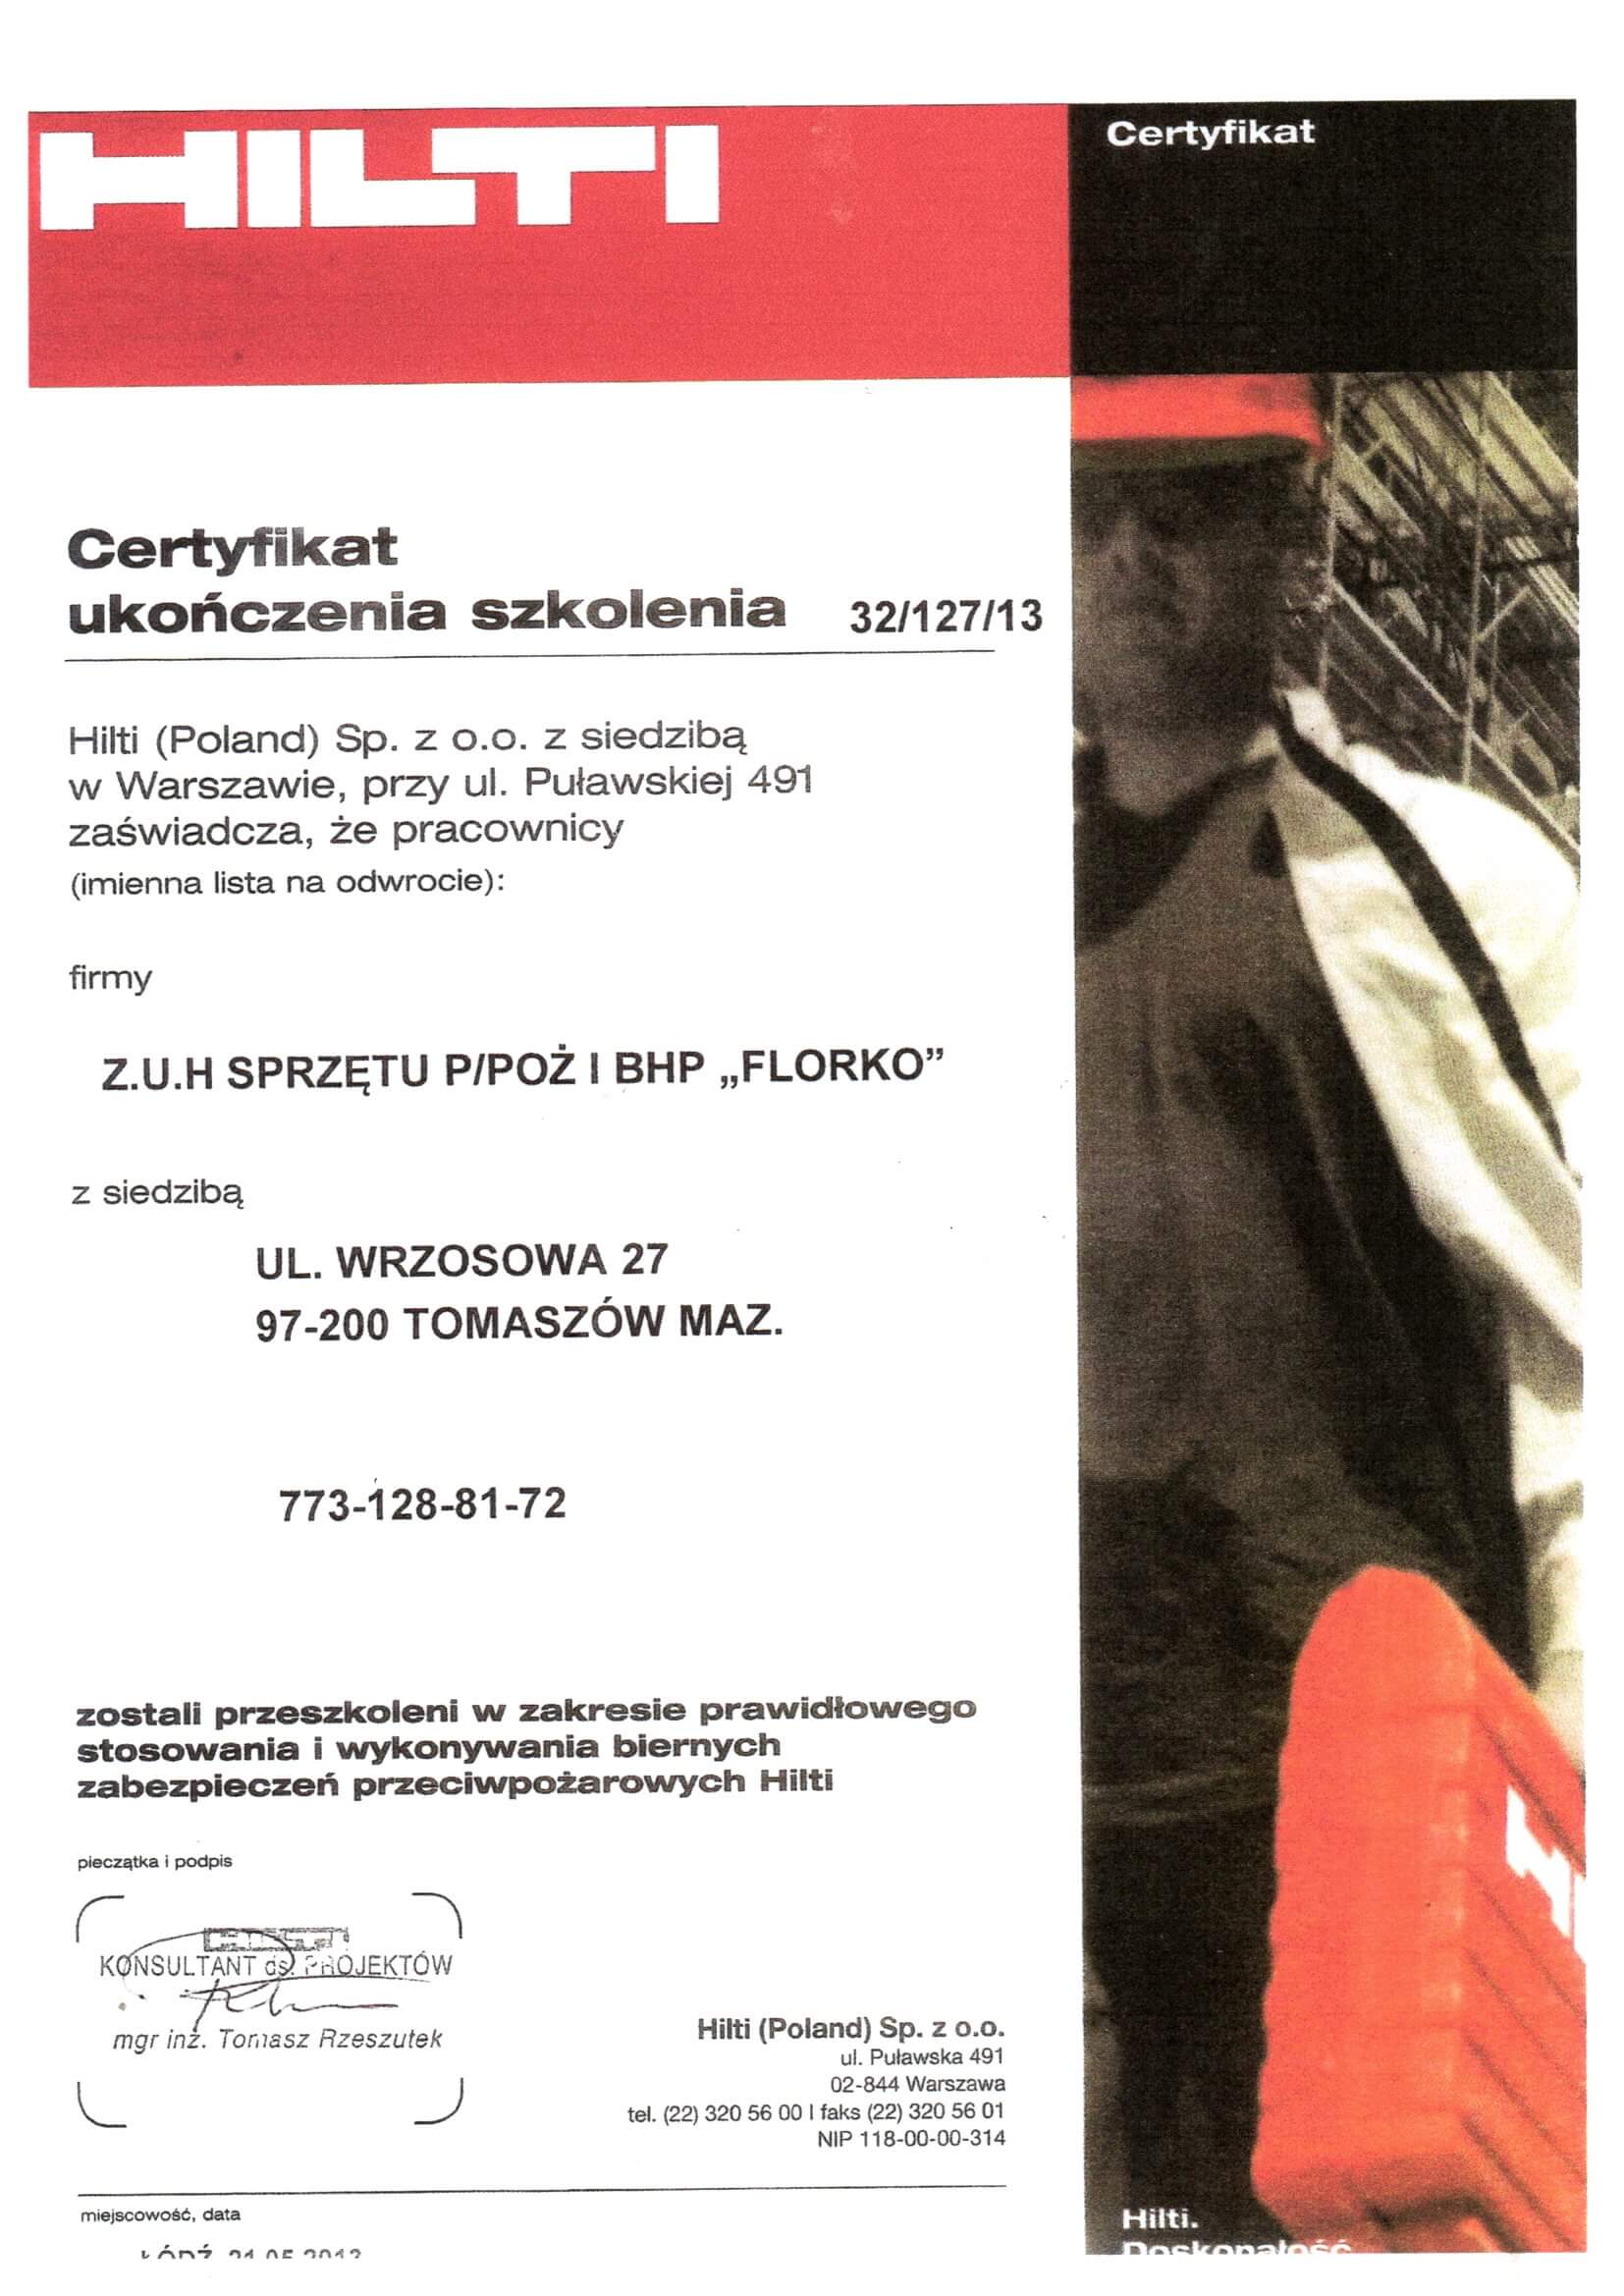 HILTI
Certyfikat
Certyfikat
ukończenia szkolenia 32/127/13
Hilti (Poland) Sp. z o.o. z siedzibą
w Warszawie, przy ul. Puławskiej 491
zaświadcza, że pracownicy
(imienna lista na odwrocie):
firmy
Z.U.H SPRZĘTU P/POŻ I BHP „FLORKO”
z siedzibą
UL. WRZOSOWA 27
97-200 TOMASZÓW MAZ.
773-128-81-72
zostali przeszkoleni w zakresie prawidłowego
stosowania i wykonywania biernych
zabezpieczeń przeciwpożarowych Hilti
pieczątka i podpis
HILTI
KONSULTANT ds. PROJEKTÓW
mgr inż. Tomasz Rzeszutek
Hilti (Poland) Sp. z o.o.
ul. Puławska 491
02-844 Warszawa
tel. (22) 320 56 00 | faks (22) 320 56 01
NIP 118-00-00-314
miejscowość, data
ŁÓDŹ
Hilti.
Doskonałość